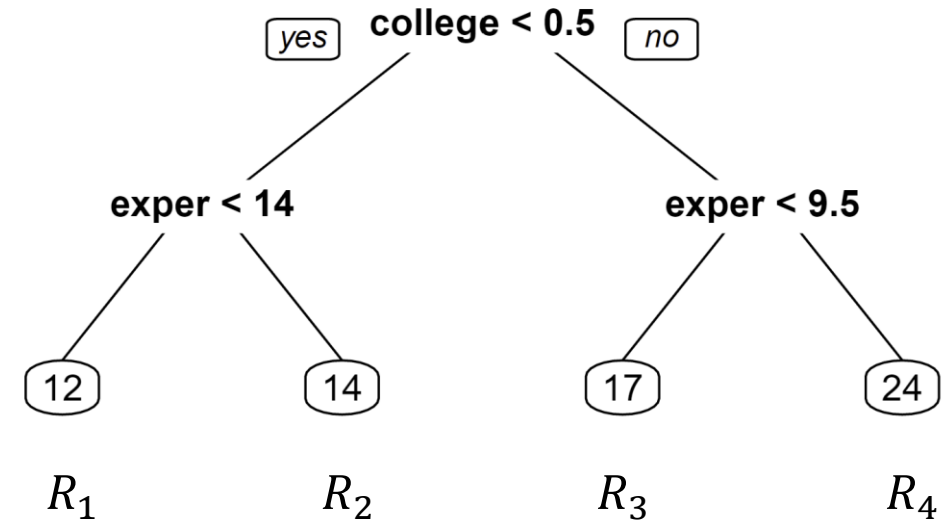 yes college < 0.5 no
exper < 14 exper < 9.5
12 14 17 24
R₁ R₂ R₃ R₄